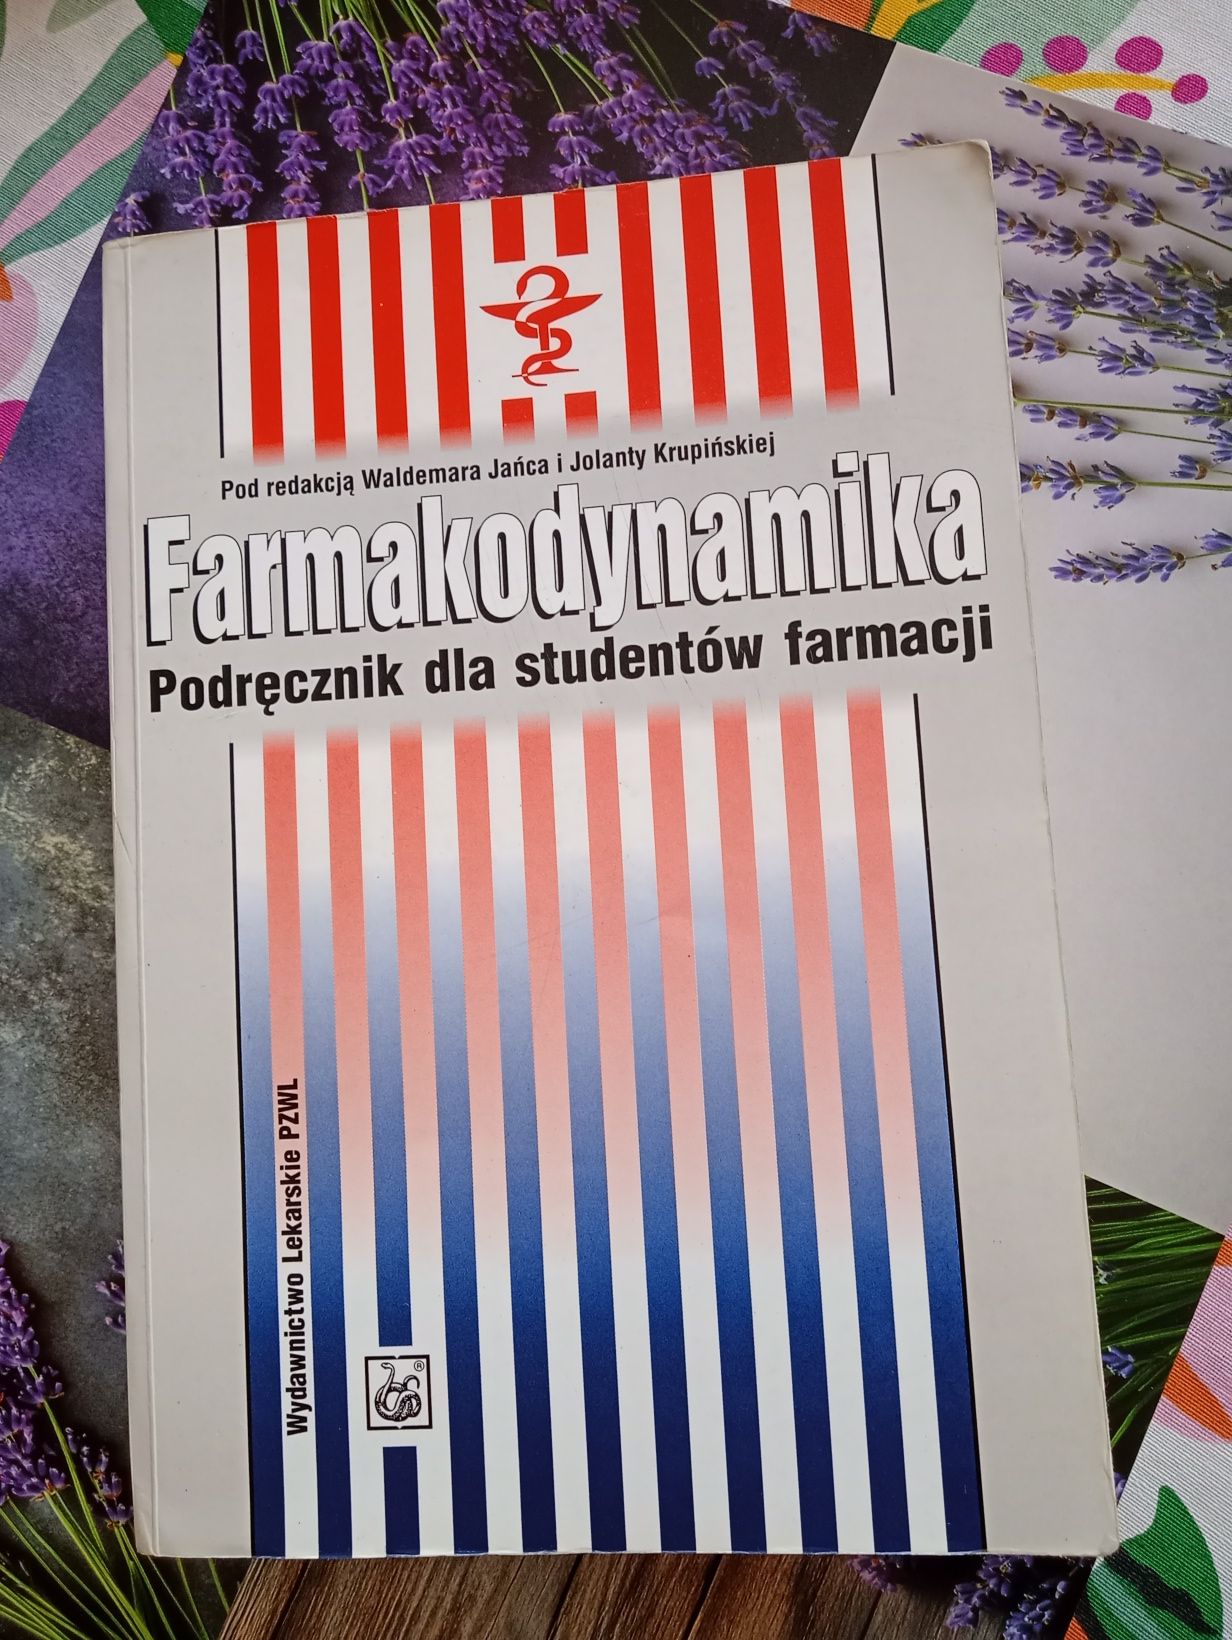 Pod redakcją Waldemara Jańca i Jolanty Krupińskiej
Farmakodynamika
Podręcznik dla studentów farmacji
Wydawnictwo Lekarskie PZWL
®